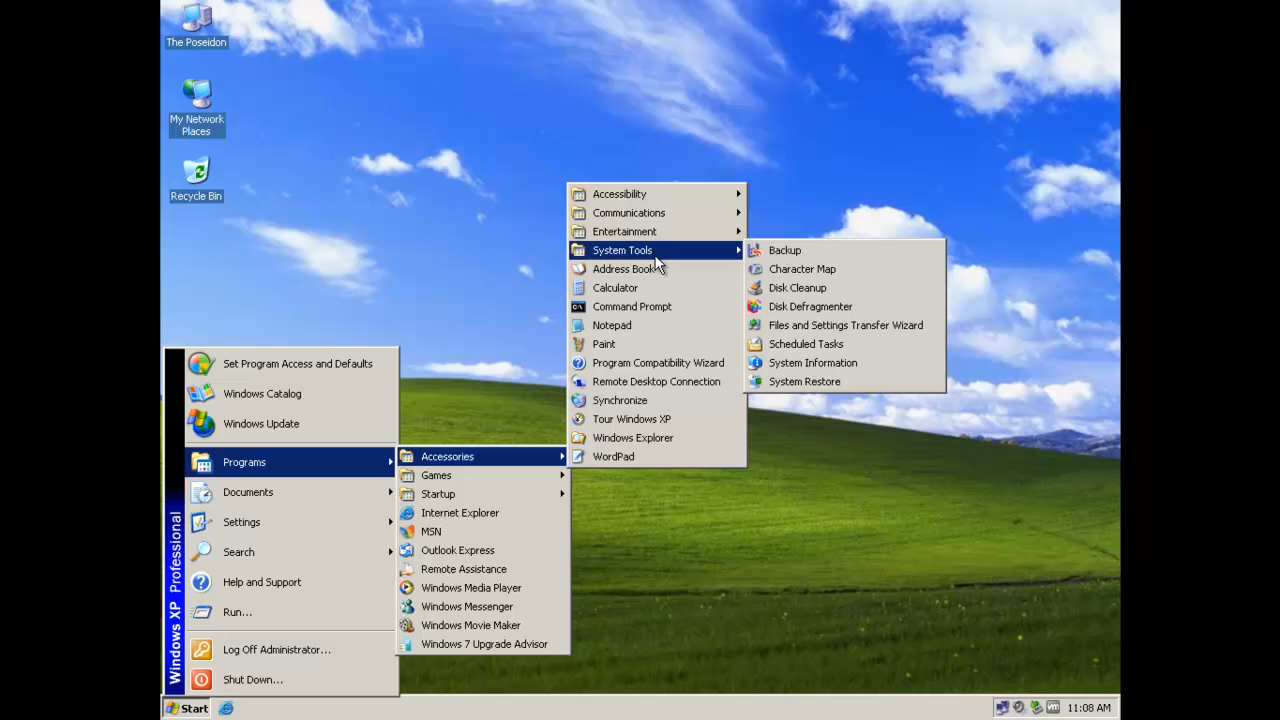 The Poseidon
My Network
Places
Recycle Bin
Accessibility
Communications
Entertainment
System Tools
Address Book
Calculator
Command Prompt
Notepad
Paint
Program Compatibility Wizard
Remote Desktop Connection
Synchronize
Tour Windows XP
Windows Explorer
WordPad
Backup
Character Map
Disk Cleanup
Disk Defragmenter
Files and Settings Transfer Wizard
Scheduled Tasks
System Information
System Restore
Set Program Access and Defaults
Windows Catalog
Windows Update
Programs
Documents
Settings
Search
Help and Support
Run...
Log Off Administrator...
Shut Down...
Windows XP Professional
Accessories
Games
Startup
Internet Explorer
MSN
Outlook Express
Remote Assistance
Windows Media Player
Windows Messenger
Windows Movie Maker
Windows 7 Upgrade Advisor
Start
vm
11:08 AM